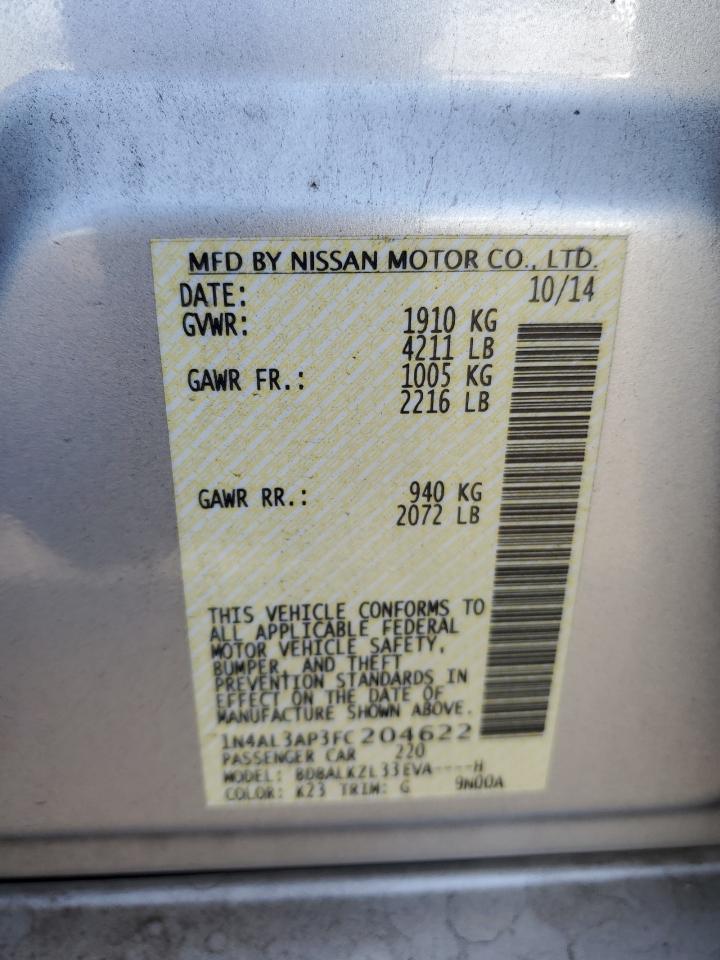 MFD BY NISSAN MOTOR CO., LTD.
DATE: 10/14
GVWR: 1910 KG
4211 LB
GAWR FR.: 1005 KG
2216 LB
GAWR RR.: 940 KG
2072 LB
THIS VEHICLE CONFORMS TO
ALL APPLICABLE FEDERAL
MOTOR VEHICLE SAFETY,
BUMPER, AND THEFT
PREVENTION STANDARDS IN
EFFECT ON THE DATE OF
MANUFACTURE SHOWN ABOVE.
1N4AL3AP3FC204622
PASSENGER CAR 220
MODEL: BDBALKZL33EVA----H
COLOR: K23 TRIM: G 9N00A